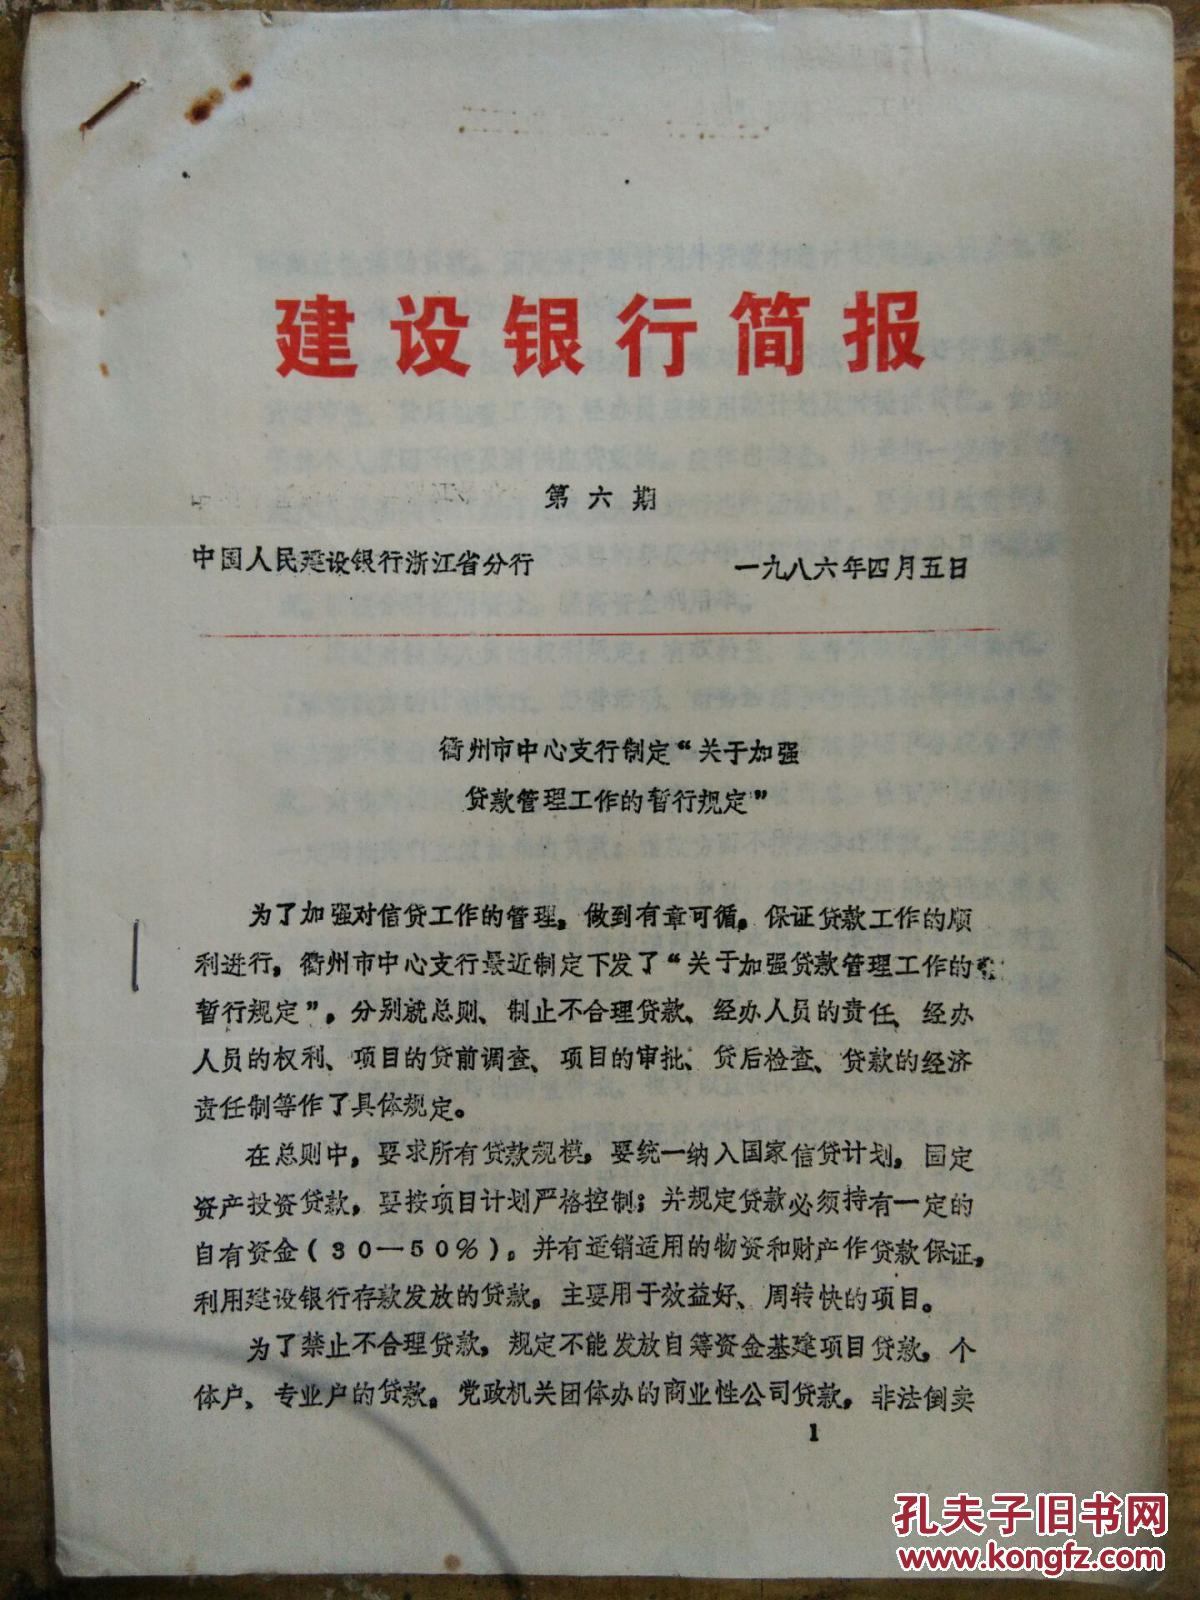 建设银行简报
第六期
中国人民建设银行浙江省分行 一九八六年四月五日
衢州市中心支行制定“关于加强
贷款管理工作的暂行规定”
为了加强对信贷工作的管理，做到有章可循，保证贷款工作的顺
利进行，衢州市中心支行最近制定下发了“关于加强贷款管理工作的
暂行规定”，分别就总则、制止不合理贷款、经办人员的责任、经办
人员的权利、项目的贷前调查、项目的审批、贷后检查、贷款的经济
责任制等作了具体规定。
在总则中，要求所有贷款规模，要统一纳入国家信贷计划，固定
资产投资贷款，要按项目计划严格控制；并规定贷款必须持有一定的
自有资金（30—50％）。并有适销适用的物资和财产作贷款保证，
利用建设银行存款发放的贷款，主要用于效益好、周转快的项目。
为了禁止不合理贷款，规定不能发放自筹资金基建项目贷款，个
体户、专业户的贷款。党政机关团体办的商业性公司贷款，非法倒卖
1
孔夫子旧书网
www.kongfz.com